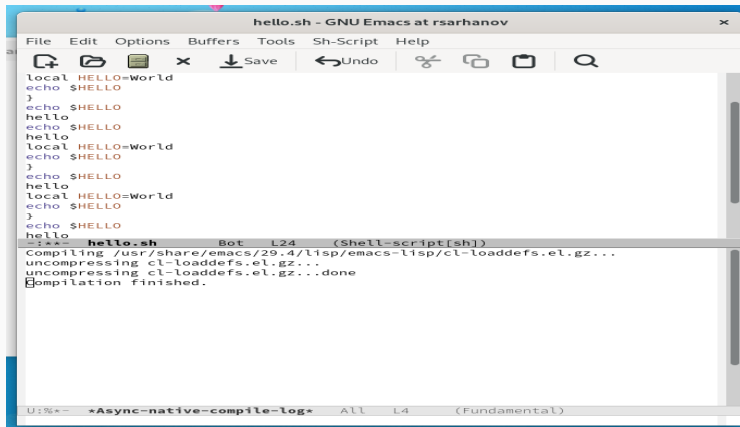 hello.sh - GNU Emacs at rsarhanov
File Edit Options Buffers Tools Sh-Script Help
Save Undo
local HELLO=World
echo $HELLO
}
echo $HELLO
hello
echo $HELLO
hello
local HELLO=World
echo $HELLO
}
echo $HELLO
hello
local HELLO=World
echo $HELLO
}
echo $HELLO
hello
-:**- hello.sh Bot L24 (Shell-script[sh])
Compiling /usr/share/emacs/29.4/lisp/emacs-lisp/cl-loaddefs.el.gz...
uncompressing cl-loaddefs.el.gz...
uncompressing cl-loaddefs.el.gz...done
Compilation finished.
U:%*- *Async-native-compile-log* All L4 (Fundamental)